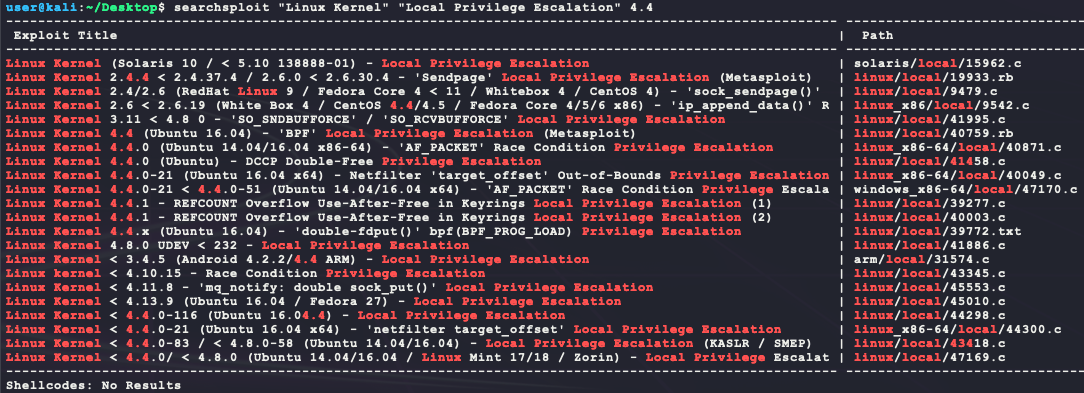 user@kali:~/Desktop$ searchsploit "Linux Kernel" "Local Privilege Escalation" 4.4
Exploit Title | Path
Linux Kernel (Solaris 10 / < 5.10 138888-01) - Local Privilege Escalation | solaris/local/15962.c
Linux Kernel 2.4.4 < 2.4.37.4 / 2.6.0 < 2.6.30.4 - 'Sendpage' Local Privilege Escalation (Metasploit) | linux/local/19933.rb
Linux Kernel 2.4/2.6 (RedHat Linux 9 / Fedora Core 4 < 11 / Whitebox 4 / CentOS 4) - 'sock_sendpage()' | linux/local/9479.c
Linux Kernel 2.6 < 2.6.19 (White Box 4 / CentOS 4.4/4.5 / Fedora Core 4/5/6 x86) - 'ip_append_data()' R | linux_x86/local/9542.c
Linux Kernel 3.11 < 4.8 0 - 'SO_SNDBUFFORCE' / 'SO_RCVBUFFORCE' Local Privilege Escalation | linux/local/41995.c
Linux Kernel 4.4 (Ubuntu 16.04) - 'BPF' Local Privilege Escalation (Metasploit) | linux/local/40759.rb
Linux Kernel 4.4.0 (Ubuntu 14.04/16.04 x86-64) - 'AF_PACKET' Race Condition Privilege Escalation | linux_x86-64/local/40871.c
Linux Kernel 4.4.0 (Ubuntu) - DCCP Double-Free Privilege Escalation | linux/local/41458.c
Linux Kernel 4.4.0-21 (Ubuntu 16.04 x64) - Netfilter 'target_offset' Out-of-Bounds Privilege Escalation | linux_x86-64/local/40049.c
Linux Kernel 4.4.0-21 < 4.4.0-51 (Ubuntu 14.04/16.04 x64) - 'AF_PACKET' Race Condition Privilege Escala | windows_x86-64/local/47170.c
Linux Kernel 4.4.1 - REFCOUNT Overflow Use-After-Free in Keyrings Local Privilege Escalation (1) | linux/local/39277.c
Linux Kernel 4.4.1 - REFCOUNT Overflow Use-After-Free in Keyrings Local Privilege Escalation (2) | linux/local/40003.c
Linux Kernel 4.4.x (Ubuntu 16.04) - 'double-fdput()' bpf(BPF_PROG_LOAD) Privilege Escalation | linux/local/39772.txt
Linux Kernel 4.8.0 UDEV < 232 - Local Privilege Escalation | linux/local/41886.c
Linux Kernel < 3.4.5 (Android 4.2.2/4.4 ARM) - Local Privilege Escalation | arm/local/31574.c
Linux kernel < 4.10.15 - Race Condition Privilege Escalation | linux/local/43345.c
Linux Kernel < 4.11.8 - 'mq_notify: double sock_put()' Local Privilege Escalation | linux/local/45553.c
Linux Kernel < 4.13.9 (Ubuntu 16.04 / Fedora 27) - Local Privilege Escalation | linux/local/45010.c
Linux Kernel < 4.4.0-116 (Ubuntu 16.04.4) - Local Privilege Escalation | linux/local/44298.c
Linux Kernel < 4.4.0-21 (Ubuntu 16.04 x64) - 'netfilter target_offset' Local Privilege Escalation | linux_x86-64/local/44300.c
Linux Kernel < 4.4.0-83 / < 4.8.0-58 (Ubuntu 14.04/16.04) - Local Privilege Escalation (KASLR / SMEP) | linux/local/43418.c
Linux Kernel < 4.4.0/ < 4.8.0 (Ubuntu 14.04/16.04 / Linux Mint 17/18 / Zorin) - Local Privilege Escalat | linux/local/47169.c
Shellcodes: No Results